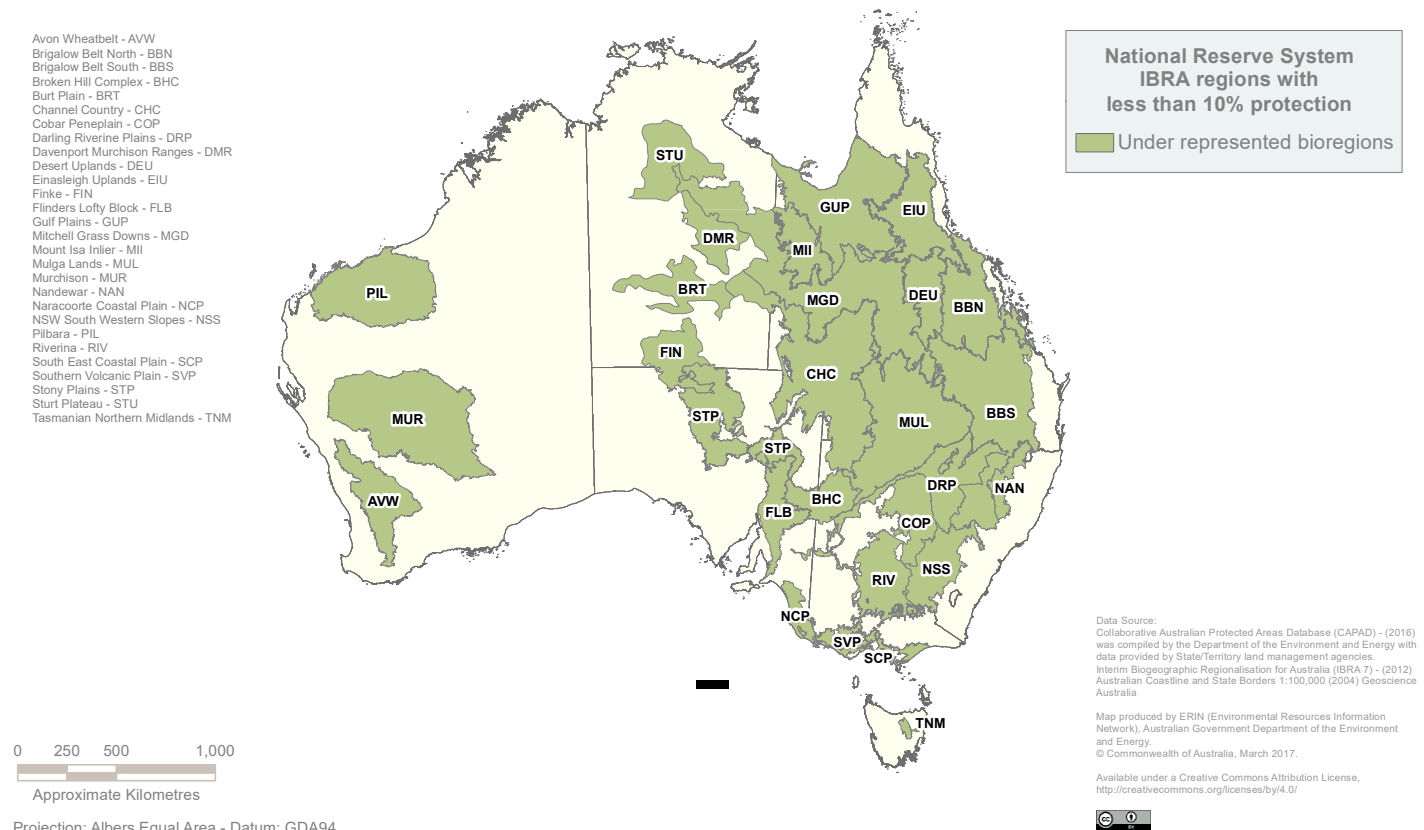 Avon Wheatbelt - AVW
Brigalow Belt North - BBN
Brigalow Belt South - BBS
Broken Hill Complex - BHC
Burt Plain - BRT
Channel Country - CHC
Cobar Peneplain - COP
Darling Riverine Plains - DRP
Davenport Murchison Ranges - DMR
Desert Uplands - DEU
Einasleigh Uplands - EIU
Finke - FIN
Flinders Lofty Block - FLB
Gulf Plains - GUP
Mitchell Grass Downs - MGD
Mount Isa Inlier - MII
Mulga Lands - MUL
Murchison - MUR
Nandewar - NAN
Naracoorte Coastal Plain - NCP
NSW South Western Slopes - NSS
Pilbara - PIL
Riverina - RIV
South East Coastal Plain - SCP
Southern Volcanic Plain - SVP
Stony Plains - STP
Sturt Plateau - STU
Tasmanian Northern Midlands - TNM
National Reserve System
IBRA regions with
less than 10% protection
Under represented bioregions
STU
GUP
EIU
DMR
MII
PIL
BRT
MGD
DEU
BBN
FIN
CHC
MUR
STP
MUL
BBS
STP
AVW
BHC
DRP
NAN
FLB
COP
RIV
NSS
NCP
SVP
SCP
TNM
0 250 500 1,000
Approximate Kilometres
Projection: Albers Equal Area - Datum: GDA94
Data Source:
Collaborative Australian Protected Areas Database (CAPAD) - (2016)
was compiled by the Department of the Environment and Energy with
data provided by State/Territory land management agencies.
Interim Biogeographic Regionalisation for Australia (IBRA 7) - (2012)
Australian Coastline and State Borders 1:100,000 (2004) Geoscience
Australia
Map produced by ERIN (Environmental Resources Information
Network), Australian Government Department of the Environment
and Energy.
© Commonwealth of Australia, March 2017.
Available under a Creative Commons Attribution License,
http://creativecommons.org/licenses/by/4.0/
cc
BY